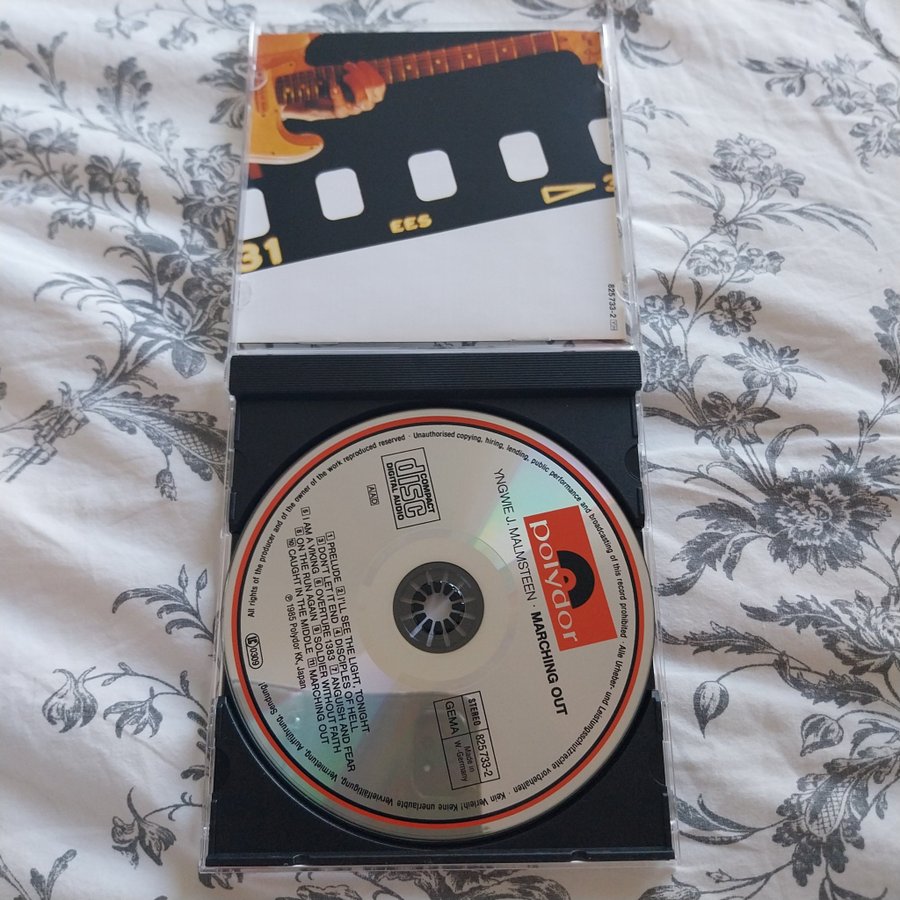 31
EES
3
825 733-2
All rights of the producer and of the owner of the work reproduced reserved · Unauthorised copying, hiring, lending, public performance and broadcasting of this record prohibited · Alle Urheber- und Leistungsschutzrechte vorbehalten · Kein Verleih! Keine unerlaubte Vervielfältigung, Vermietung, Aufführung, Sendung!
LC 0309
COMPACT
disc
DIGITAL AUDIO
AAD
polydor
YNGWIE J. MALMSTEEN · MARCHING OUT
STEREO
825 733-2
GEMA
Made in
W.-Germany
1 PRELUDE 2 I'LL SEE THE LIGHT TONIGHT
3 DON'T LET IT END 4 DISCIPLES OF HELL
5 I AM A VIKING 6 OVERTURE 1383 7 ANGUISH AND FEAR
8 ON THE RUN AGAIN 9 SOLDIER WITHOUT FAITH
10 CAUGHT IN THE MIDDLE 11 MARCHING OUT
℗ 1985 Polydor KK, Japan